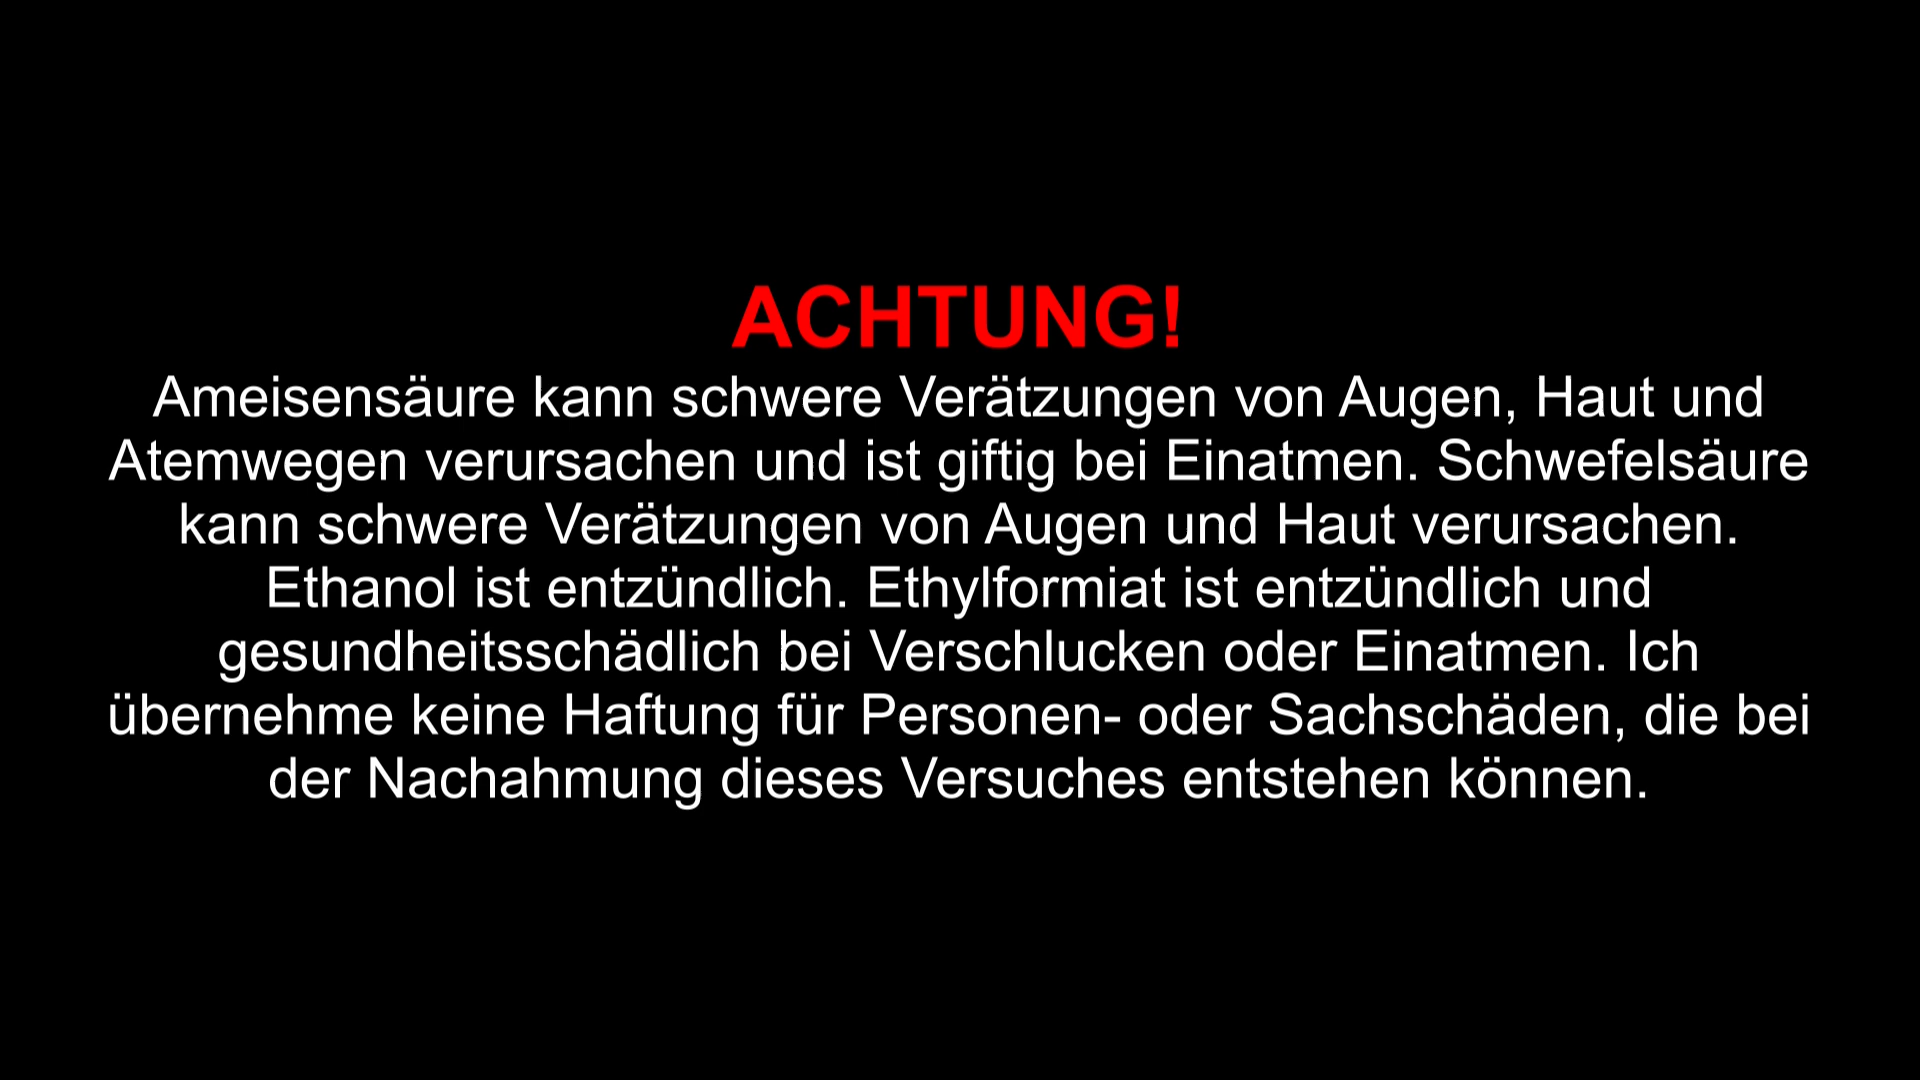 ACHTUNG!
Ameisensäure kann schwere Verätzungen von Augen, Haut und
Atemwegen verursachen und ist giftig bei Einatmen. Schwefelsäure
kann schwere Verätzungen von Augen und Haut verursachen.
Ethanol ist entzündlich. Ethylformiat ist entzündlich und
gesundheitsschädlich bei Verschlucken oder Einatmen. Ich
übernehme keine Haftung für Personen- oder Sachschäden, die bei
der Nachahmung dieses Versuches entstehen können.